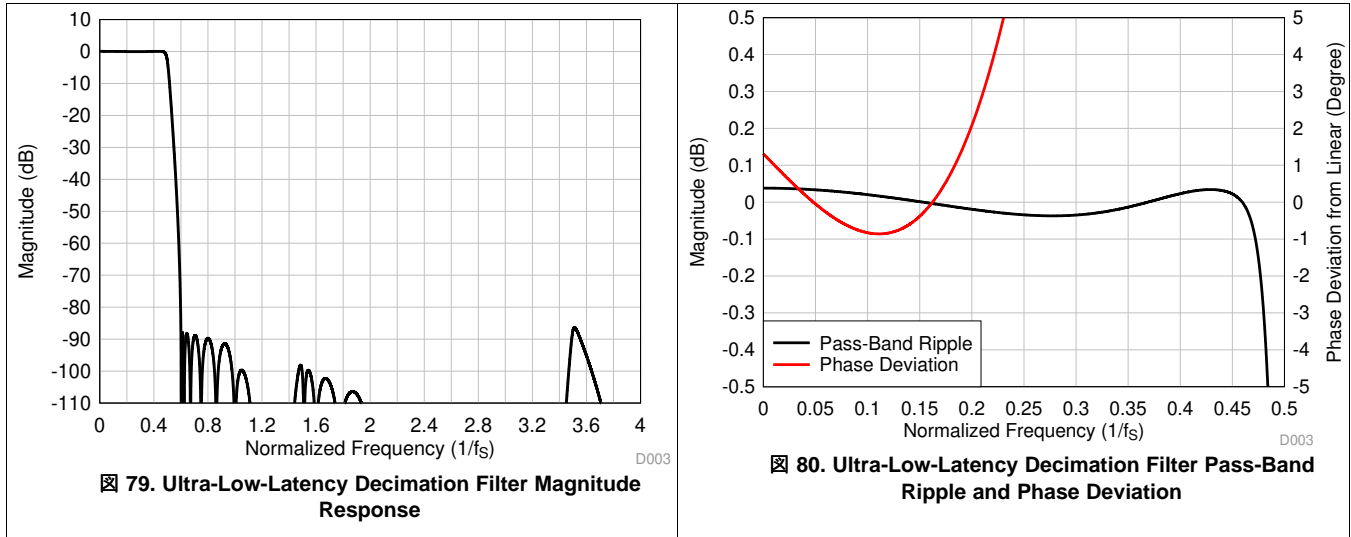 10
0
-10
-20
-30
-40
-50
-60
-70
-80
-90
-100
-110
Magnitude (dB)
0 0.4 0.8 1.2 1.6 2 2.4 2.8 3.2 3.6 4
Normalized Frequency (1/fS)
D003
図 79. Ultra-Low-Latency Decimation Filter Magnitude
Response
0.5
0.4
0.3
0.2
0.1
0
-0.1
-0.2
-0.3
-0.4
-0.5
Magnitude (dB)
5
4
3
2
1
0
-1
-2
-3
-4
-5
Phase Deviation from Linear (Degree)
Pass-Band Ripple
Phase Deviation
0 0.05 0.1 0.15 0.2 0.25 0.3 0.35 0.4 0.45 0.5
Normalized Frequency (1/fS)
D003
図 80. Ultra-Low-Latency Decimation Filter Pass-Band
Ripple and Phase Deviation